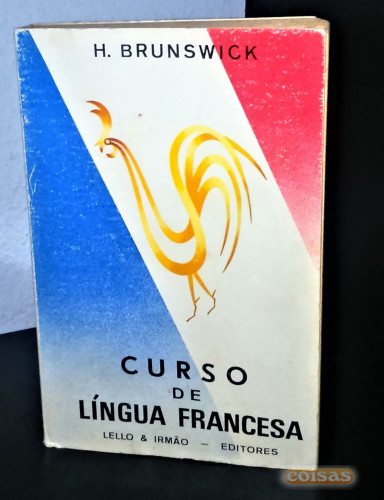 H. BRUNSWICK
CURSO
DE
LÍNGUA FRANCESA
LELLO & IRMÃO — EDITORES
coisas